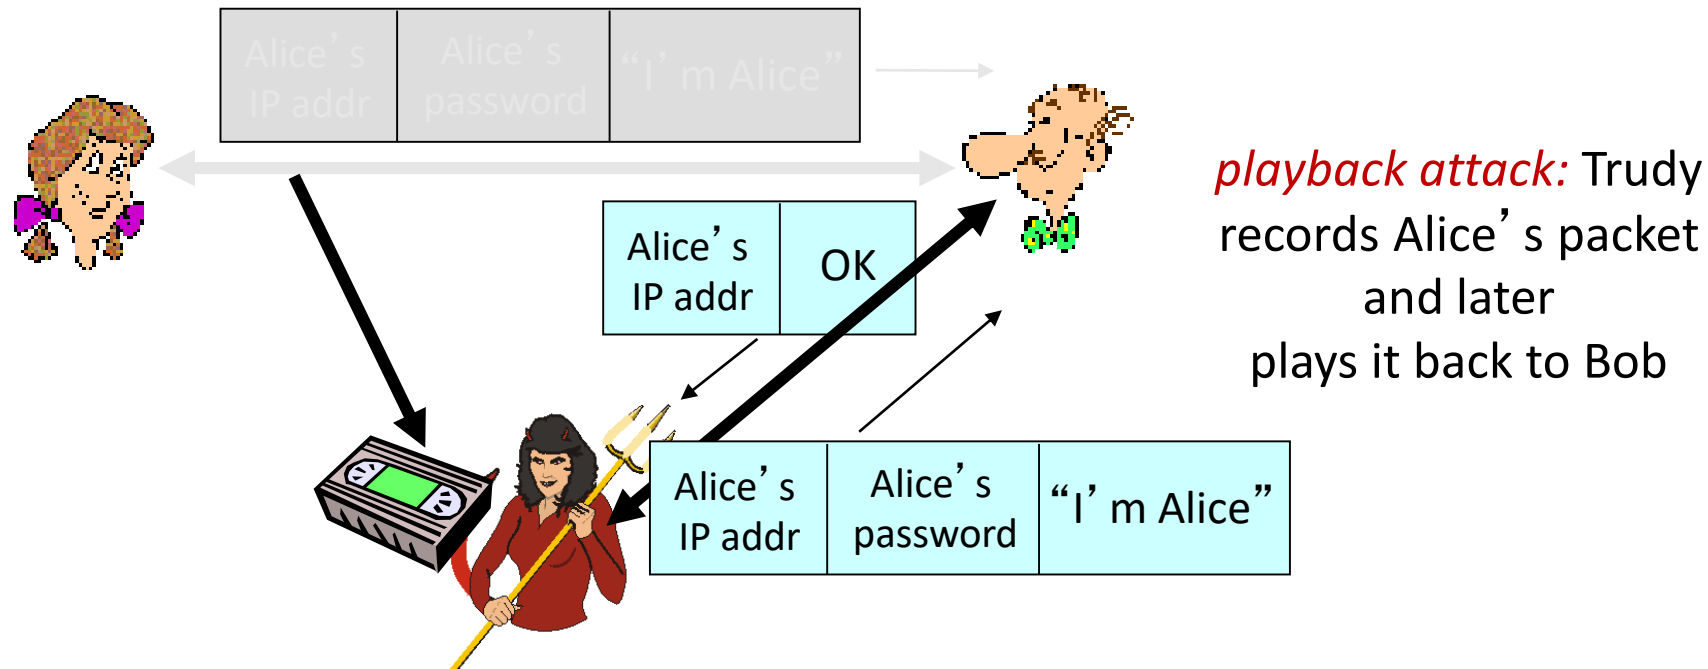 Alice's
IP addr
Alice's
password
“I'm Alice”
Alice's
IP addr
OK
playback attack: Trudy
records Alice's packet
and later
plays it back to Bob
Alice's
IP addr
Alice's
password
“I'm Alice”